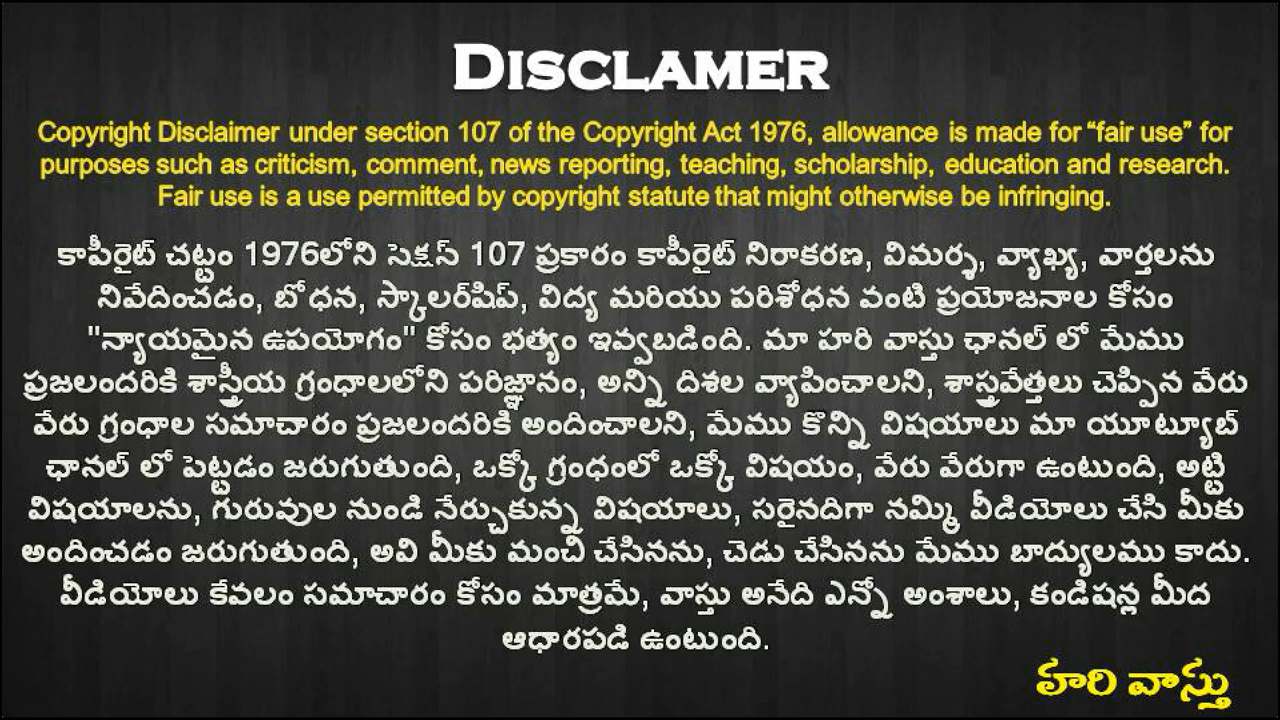 DISCLAMER
Copyright Disclaimer under section 107 of the Copyright Act 1976, allowance is made for “fair use” for
purposes such as criticism, comment, news reporting, teaching, scholarship, education and research.
Fair use is a use permitted by copyright statute that might otherwise be infringing.
కాపీరైట్ చట్టం 1976లోని సెక్షన్ 107 ప్రకారం కాపీరైట్ నిరాకరణ, విమర్శ, వ్యాఖ్య, వార్తలను
నివేదించడం, బోధన, స్కాలర్‌షిప్, విద్య మరియు పరిశోధన వంటి ప్రయోజనాల కోసం
"న్యాయమైన ఉపయోగం" కోసం భత్యం ఇవ్వబడింది. మా హరి వాస్తు ఛానల్ లో మేము
ప్రజలందరికి శాస్త్రీయ గ్రంధాలలోని పరిజ్ఞానం, అన్ని దిశల వ్యాపించాలని, శాస్త్రవేత్తలు చెప్పిన వేరు
వేరు గ్రంధాల సమాచారం ప్రజలందరికి అందించాలని, మేము కొన్ని విషయాలు మా యూట్యూబ్
ఛానల్ లో పెట్టడం జరుగుతుంది, ఒక్కో గ్రంధంలో ఒక్కో విషయం, వేరు వేరుగా ఉంటుంది, అట్టి
విషయాలను, గురువుల నుండి నేర్చుకున్న విషయాలు, సరైనదిగా నమ్మి వీడియోలు చేసి మీకు
అందించడం జరుగుతుంది, అవి మీకు మంచి చేసినను, చెడు చేసినను మేము బాద్యులము కాదు.
వీడియోలు కేవలం సమాచారం కోసం మాత్రమే, వాస్తు అనేది ఎన్నో అంశాలు, కండిషన్ల మీద
ఆధారపడి ఉంటుంది.
హరి వాస్తు